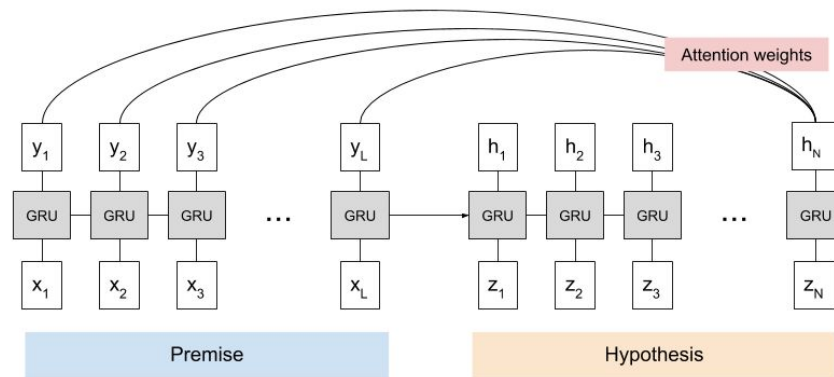 Attention weights
y1 y2 y3 yL h1 h2 h3 hN
GRU GRU GRU ... GRU GRU GRU GRU ... GRU
x1 x2 x3 xL z1 z2 z3 zN
Premise Hypothesis